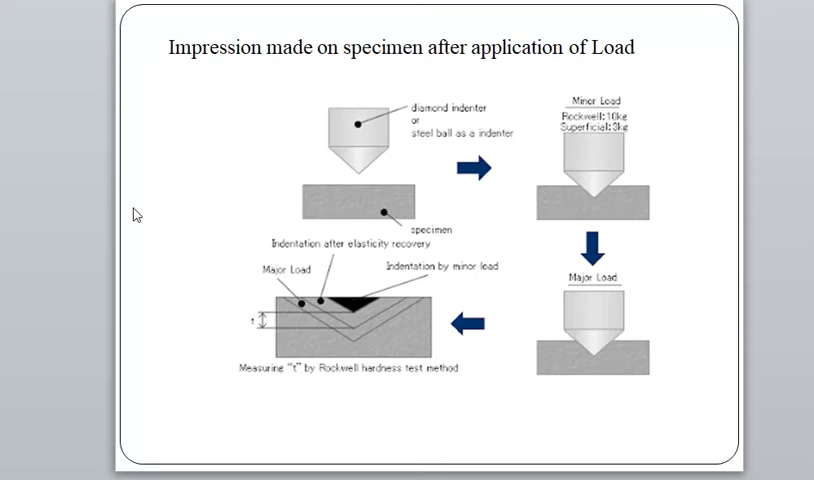 Impression made on specimen after application of Load
diamond indenter
or
steel ball as a indenter
specimen
Minor Load
Rockwell:10kg
Superficial:3kg
Major Load
Indentation after elasticity recovery
Major Load
Indentation by minor load
t
Measuring "t" by Rockwell hardness test method